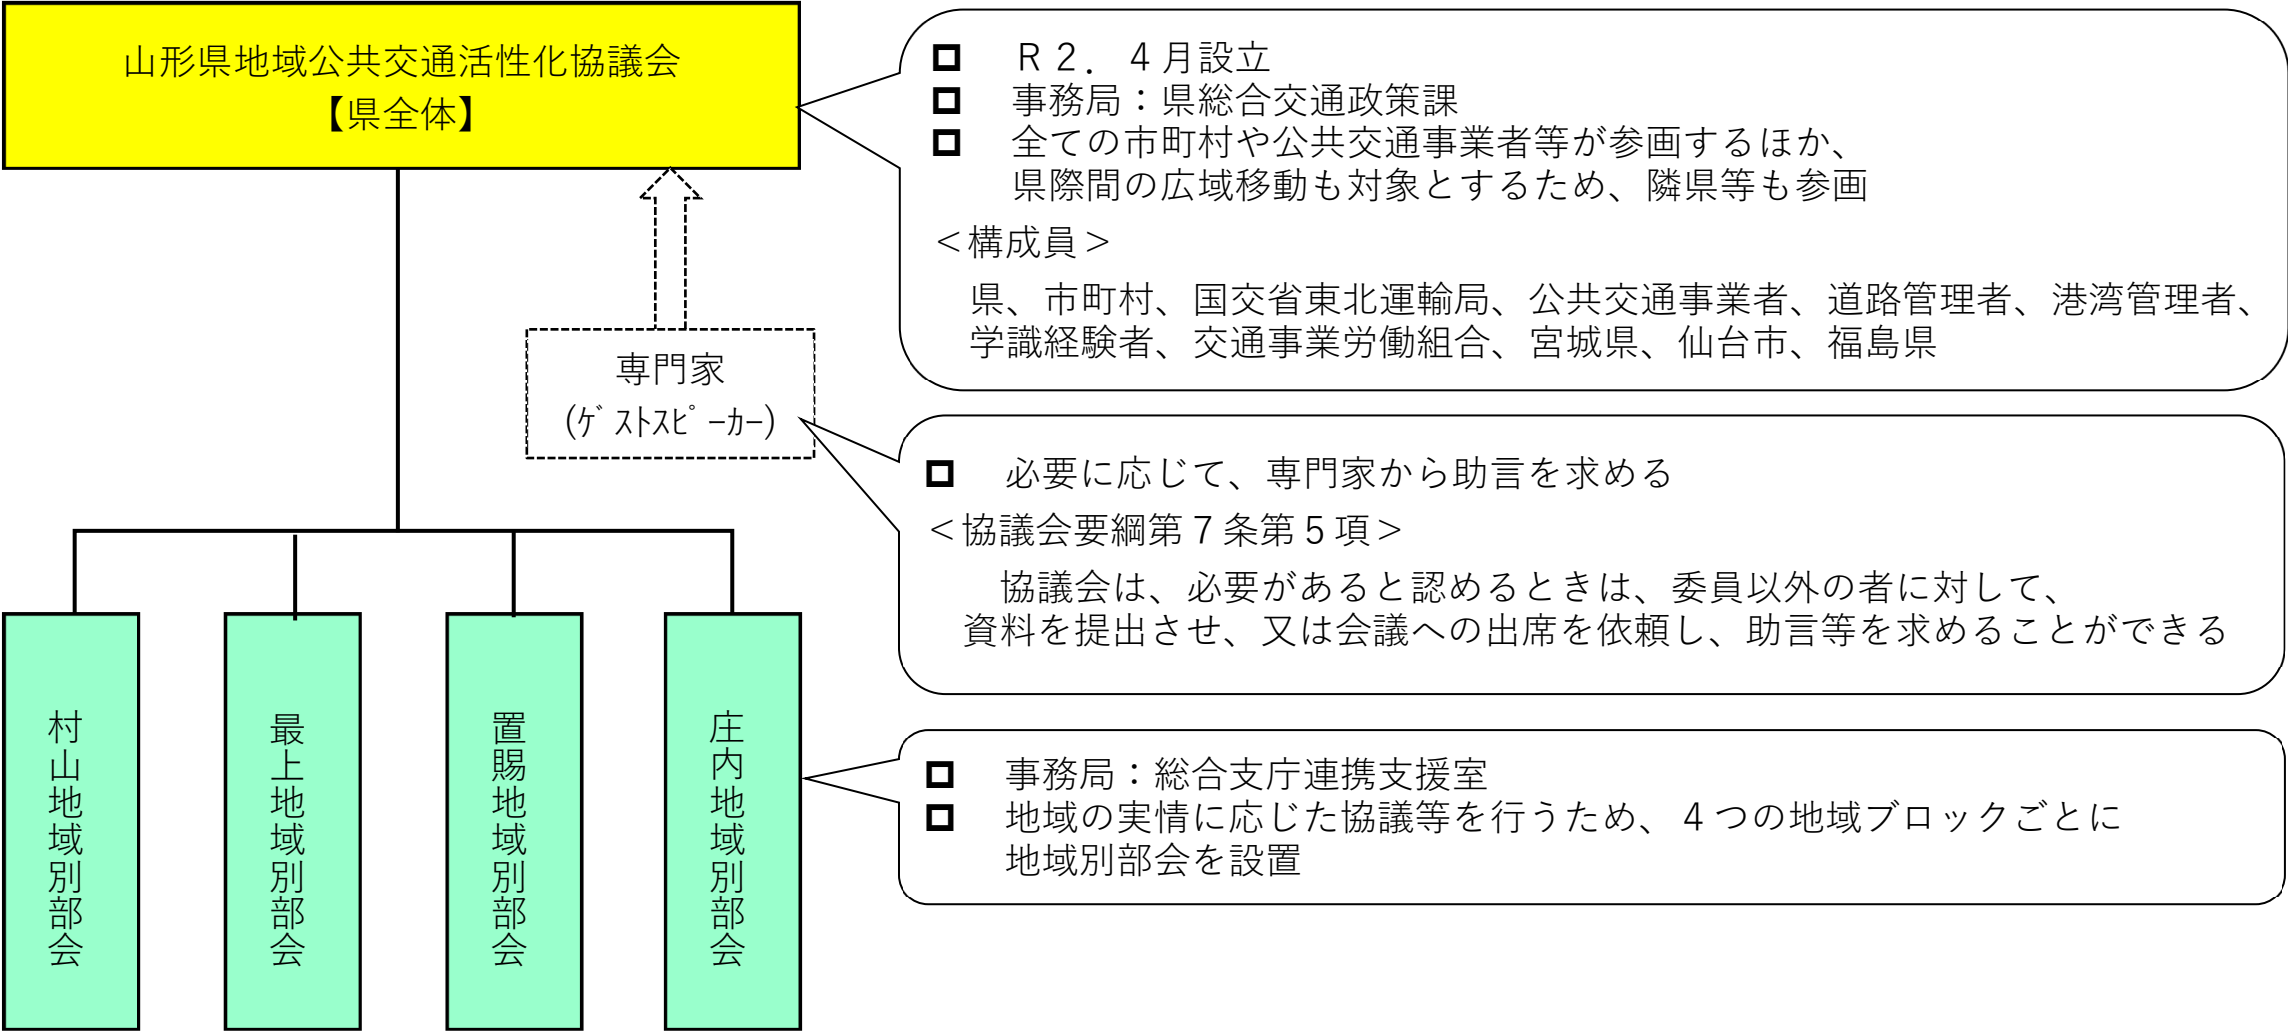 山形県地域公共交通活性化協議会
【県全体】
R２．４月設立
事務局：県総合交通政策課
全ての市町村や公共交通事業者等が参画するほか、
県際間の広域移動も対象とするため、隣県等も参画
＜構成員＞
県、市町村、国交省東北運輸局、公共交通事業者、道路管理者、港湾管理者、
学識経験者、交通事業労働組合、宮城県、仙台市、福島県
専門家
(ｹﾞｽﾄｽﾋﾟｰｶｰ)
必要に応じて、専門家から助言を求める
＜協議会要綱第７条第５項＞
協議会は、必要があると認めるときは、委員以外の者に対して、
資料を提出させ、又は会議への出席を依頼し、助言等を求めることができる
村山地域別部会
最上地域別部会
置賜地域別部会
庄内地域別部会
事務局：総合支庁連携支援室
地域の実情に応じた協議等を行うため、４つの地域ブロックごとに
地域別部会を設置